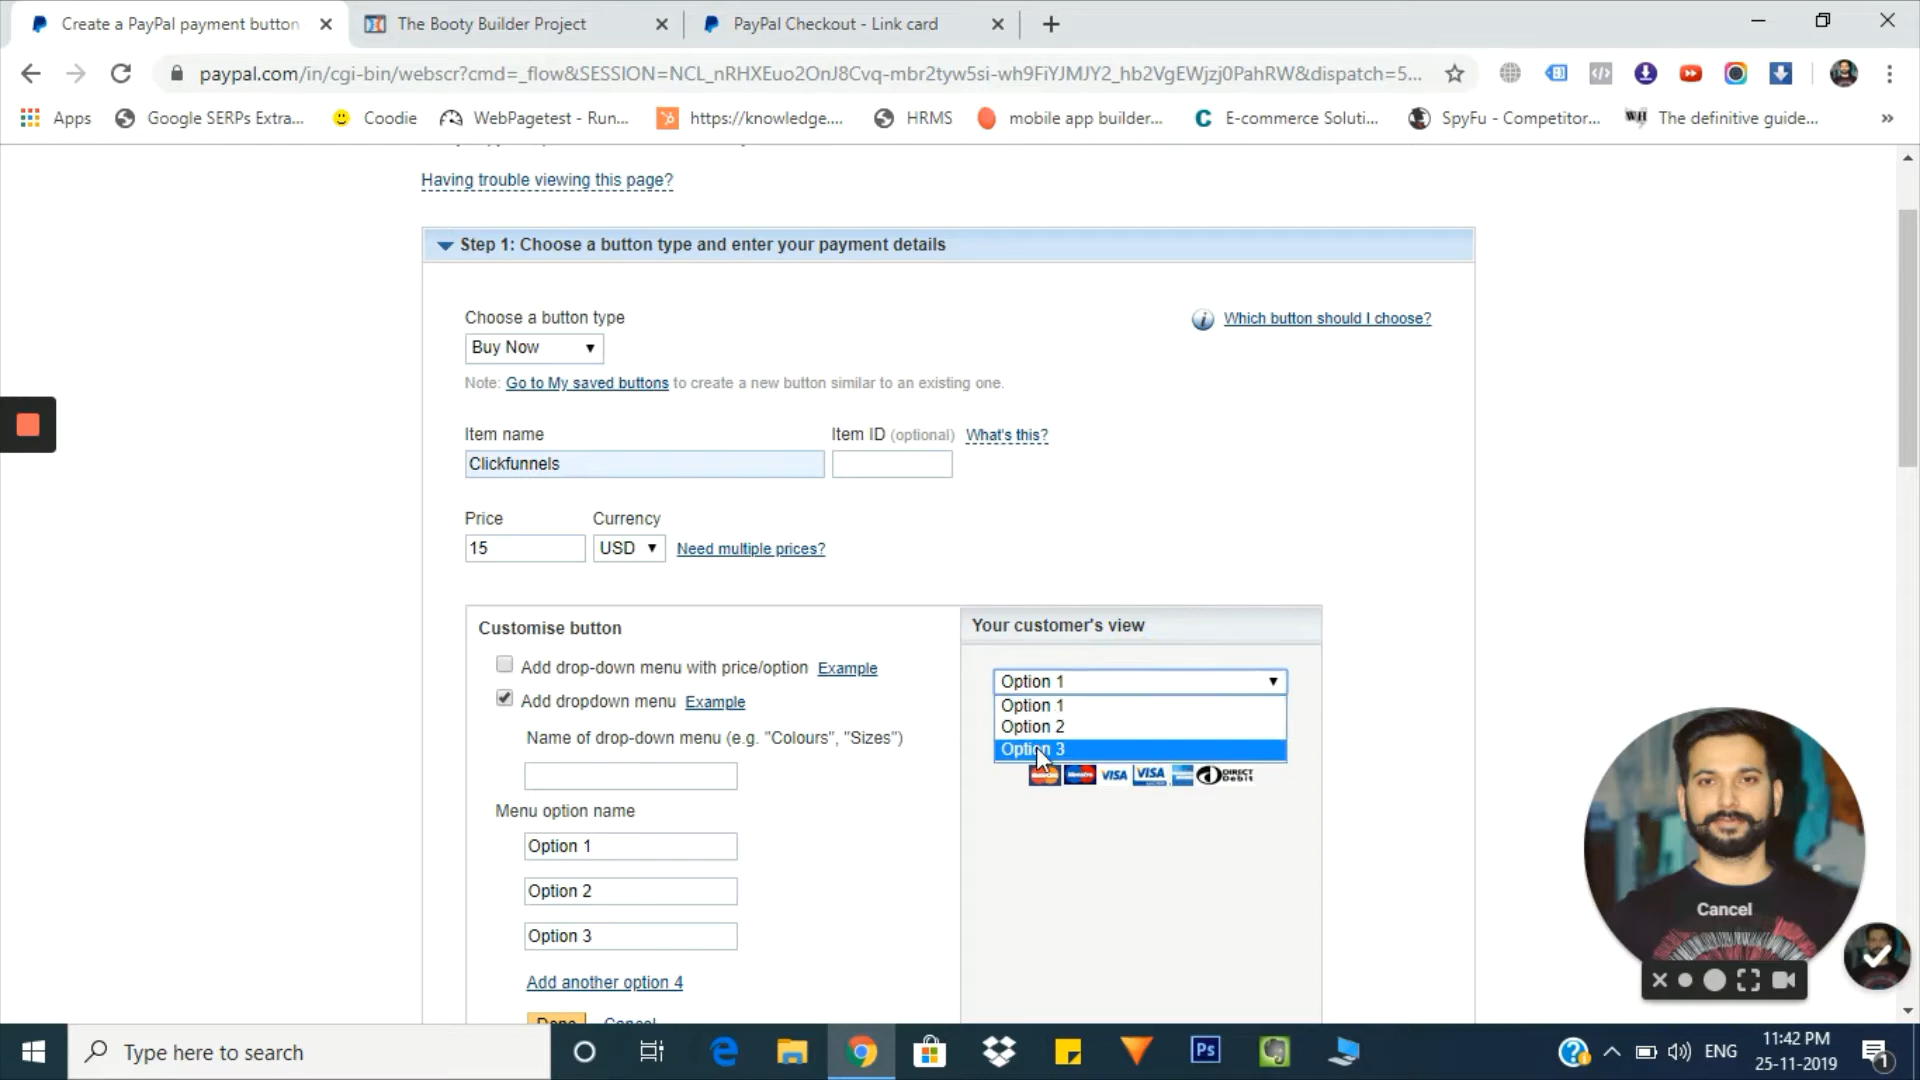 Create a PayPal payment button
The Booty Builder Project
PayPal Checkout - Link card
paypal.com/in/cgi-bin/webscr?cmd=_flow&SESSION=NCL_nRHXEuo2OnJ8Cvq-mbr2tyw5si-wh9FiYJMJY2_hb2VgEWjzj0PahRW&dispatch=5...
Apps
Google SERPs Extra...
Coodie
WebPagetest - Run...
https://knowledge....
HRMS
mobile app builder...
E-commerce Soluti...
SpyFu - Competitor...
The definitive guide...
Having trouble viewing this page?
Step 1: Choose a button type and enter your payment details
Choose a button type
Which button should I choose?
Buy Now
Note: Go to My saved buttons to create a new button similar to an existing one.
Item name
Item ID (optional) What's this?
Clickfunnels
Price
Currency
15
USD
Need multiple prices?
Customise button
Add drop-down menu with price/option Example
Add dropdown menu Example
Name of drop-down menu (e.g. "Colours", "Sizes")
Menu option name
Option 1
Option 2
Option 3
Add another option 4
Done Cancel
Your customer's view
Option 1
Option 1
Option 2
Option 3
VISA
VISA
DIRECT
Debit
Cancel
Type here to search
Ps
ENG
11:42 PM
25-11-2019
1